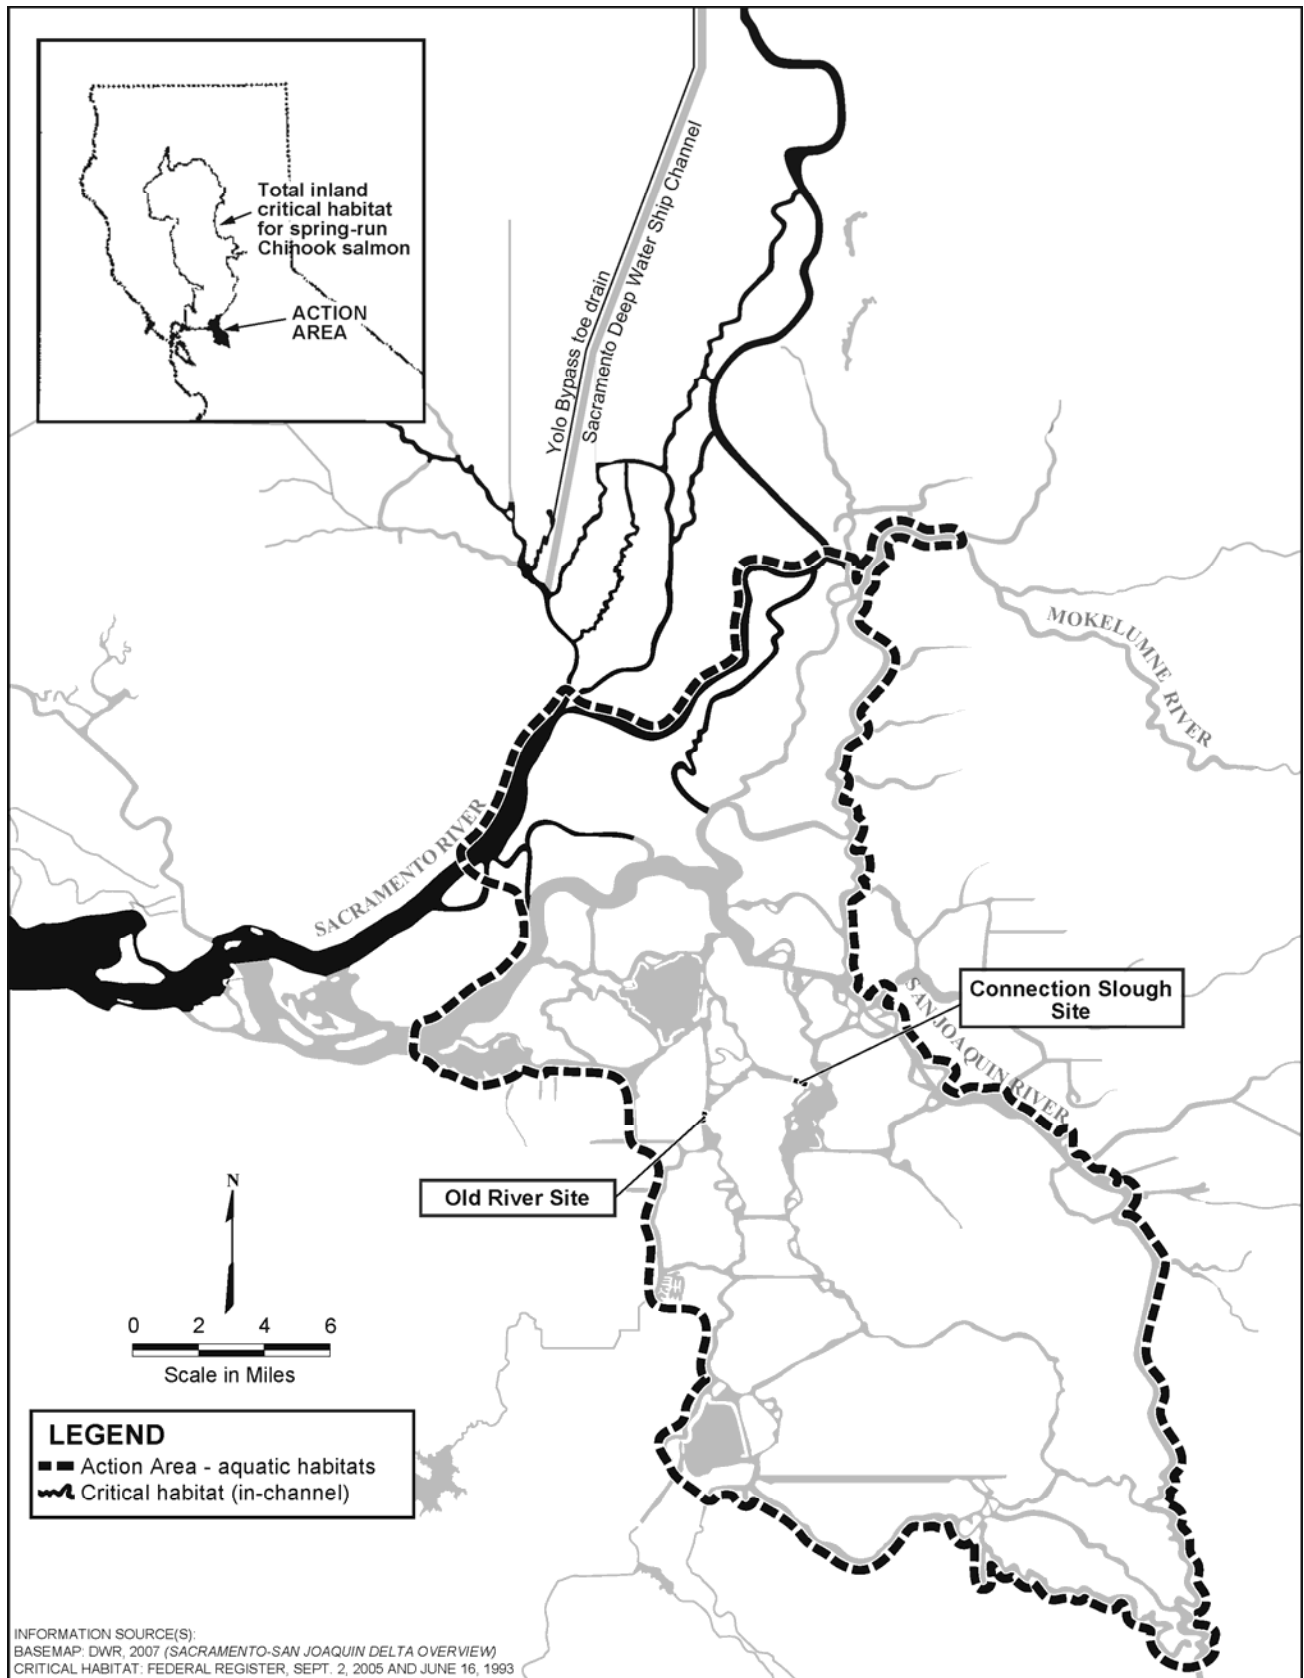 Total inland
critical habitat
for spring-run
Chinook salmon
ACTION
AREA
Yolo Bypass toe drain
Sacramento Deep Water Ship Channel
MOKELUMNE RIVER
SACRAMENTO RIVER
SAN JOAQUIN RIVER
Connection Slough
Site
Old River Site
N
0 2 4 6
Scale in Miles
LEGEND
Action Area - aquatic habitats
Critical habitat (in-channel)
INFORMATION SOURCE(S):
BASEMAP: DWR, 2007 (SACRAMENTO-SAN JOAQUIN DELTA OVERVIEW)
CRITICAL HABITAT: FEDERAL REGISTER, SEPT. 2, 2005 AND JUNE 16, 1993